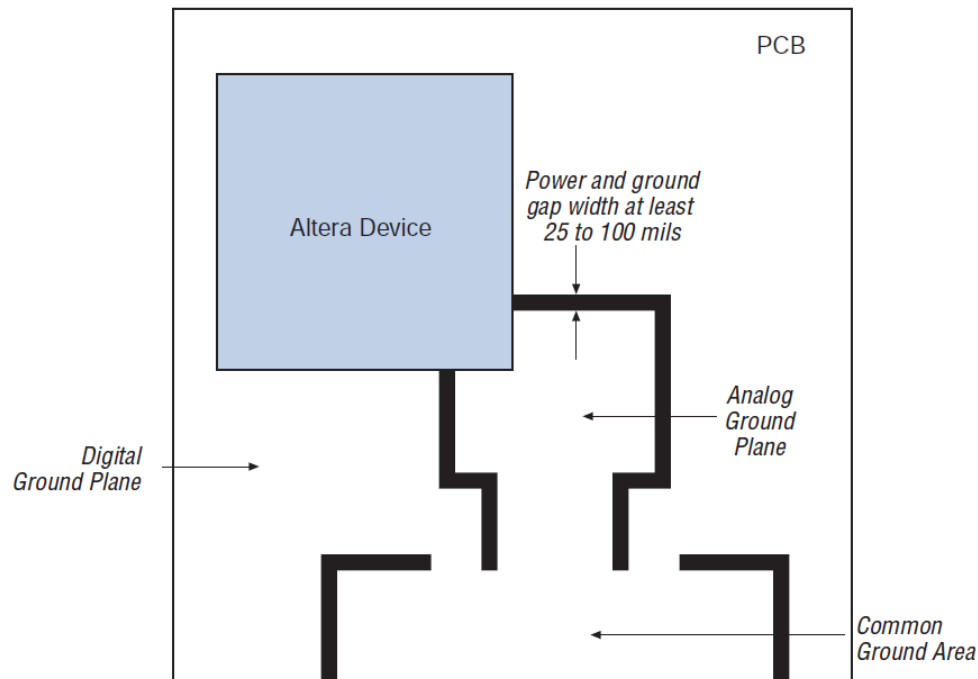 PCB
Power and ground
gap width at least
25 to 100 mils
Altera Device
Analog
Ground
Plane
Digital
Ground Plane
Common
Ground Area